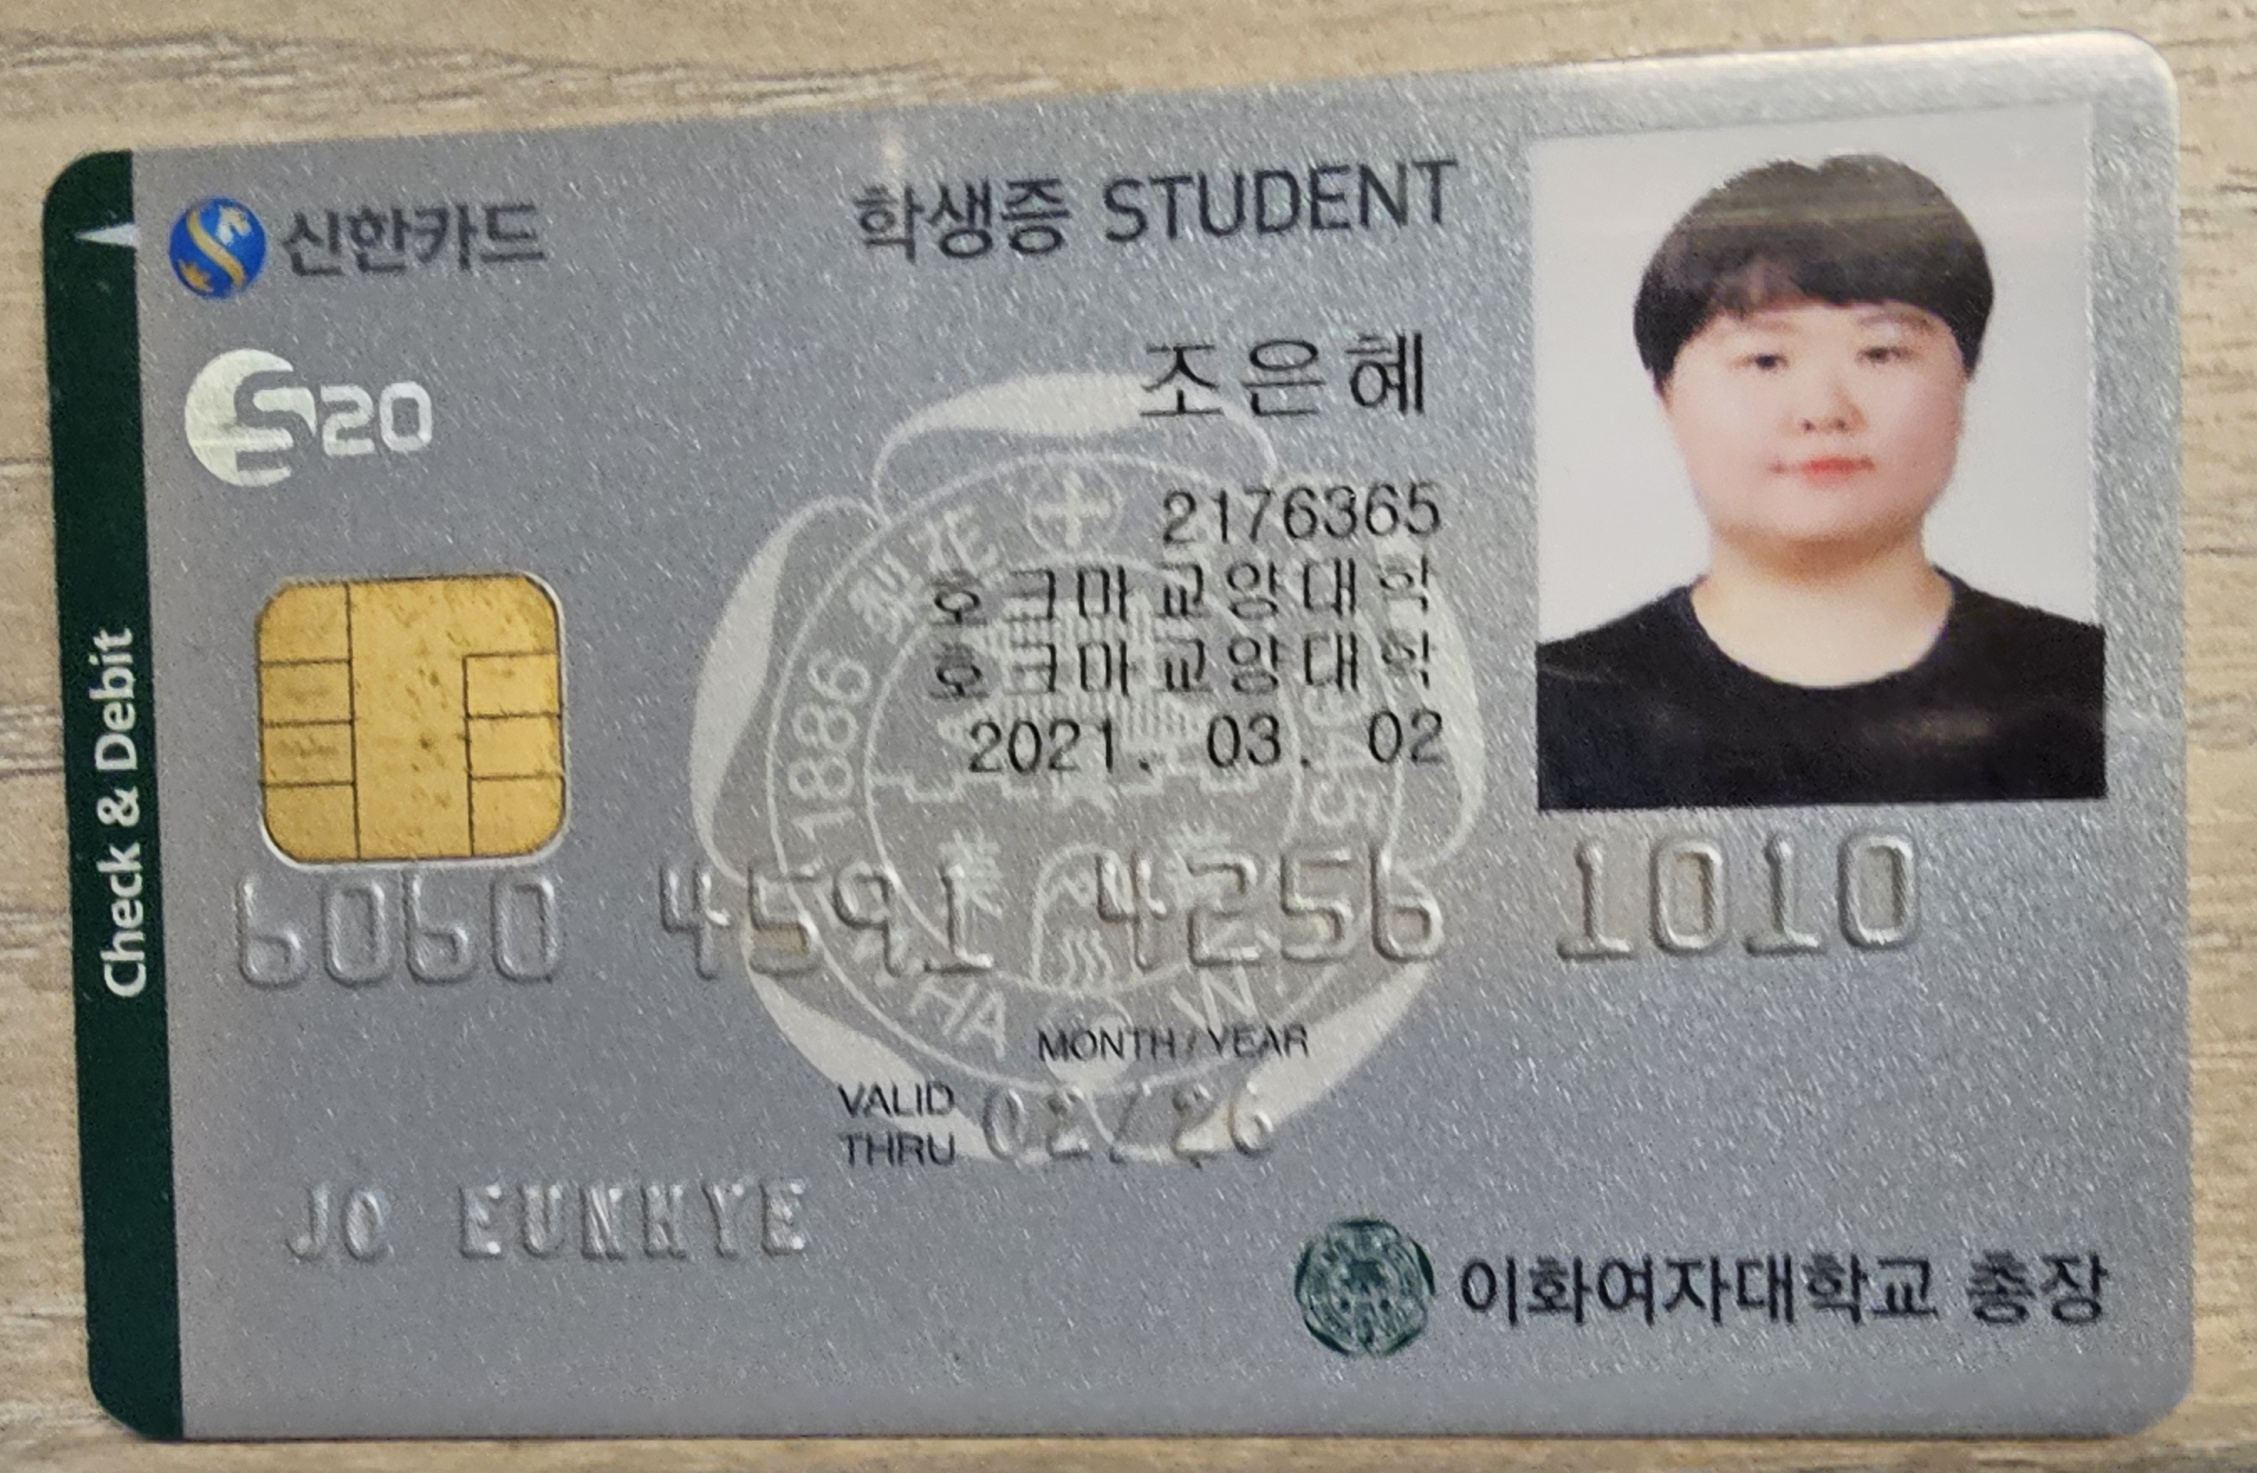 신한카드
학생증 STUDENT
S20
조은혜
2176365
호크마교양대학
호크마교양대학
2021. 03. 02
Check & Debit
1886
6060 4591 4256 1010
MONTH / YEAR
VALID THRU 02/26
JO EUNHYE
이화여자대학교 총장